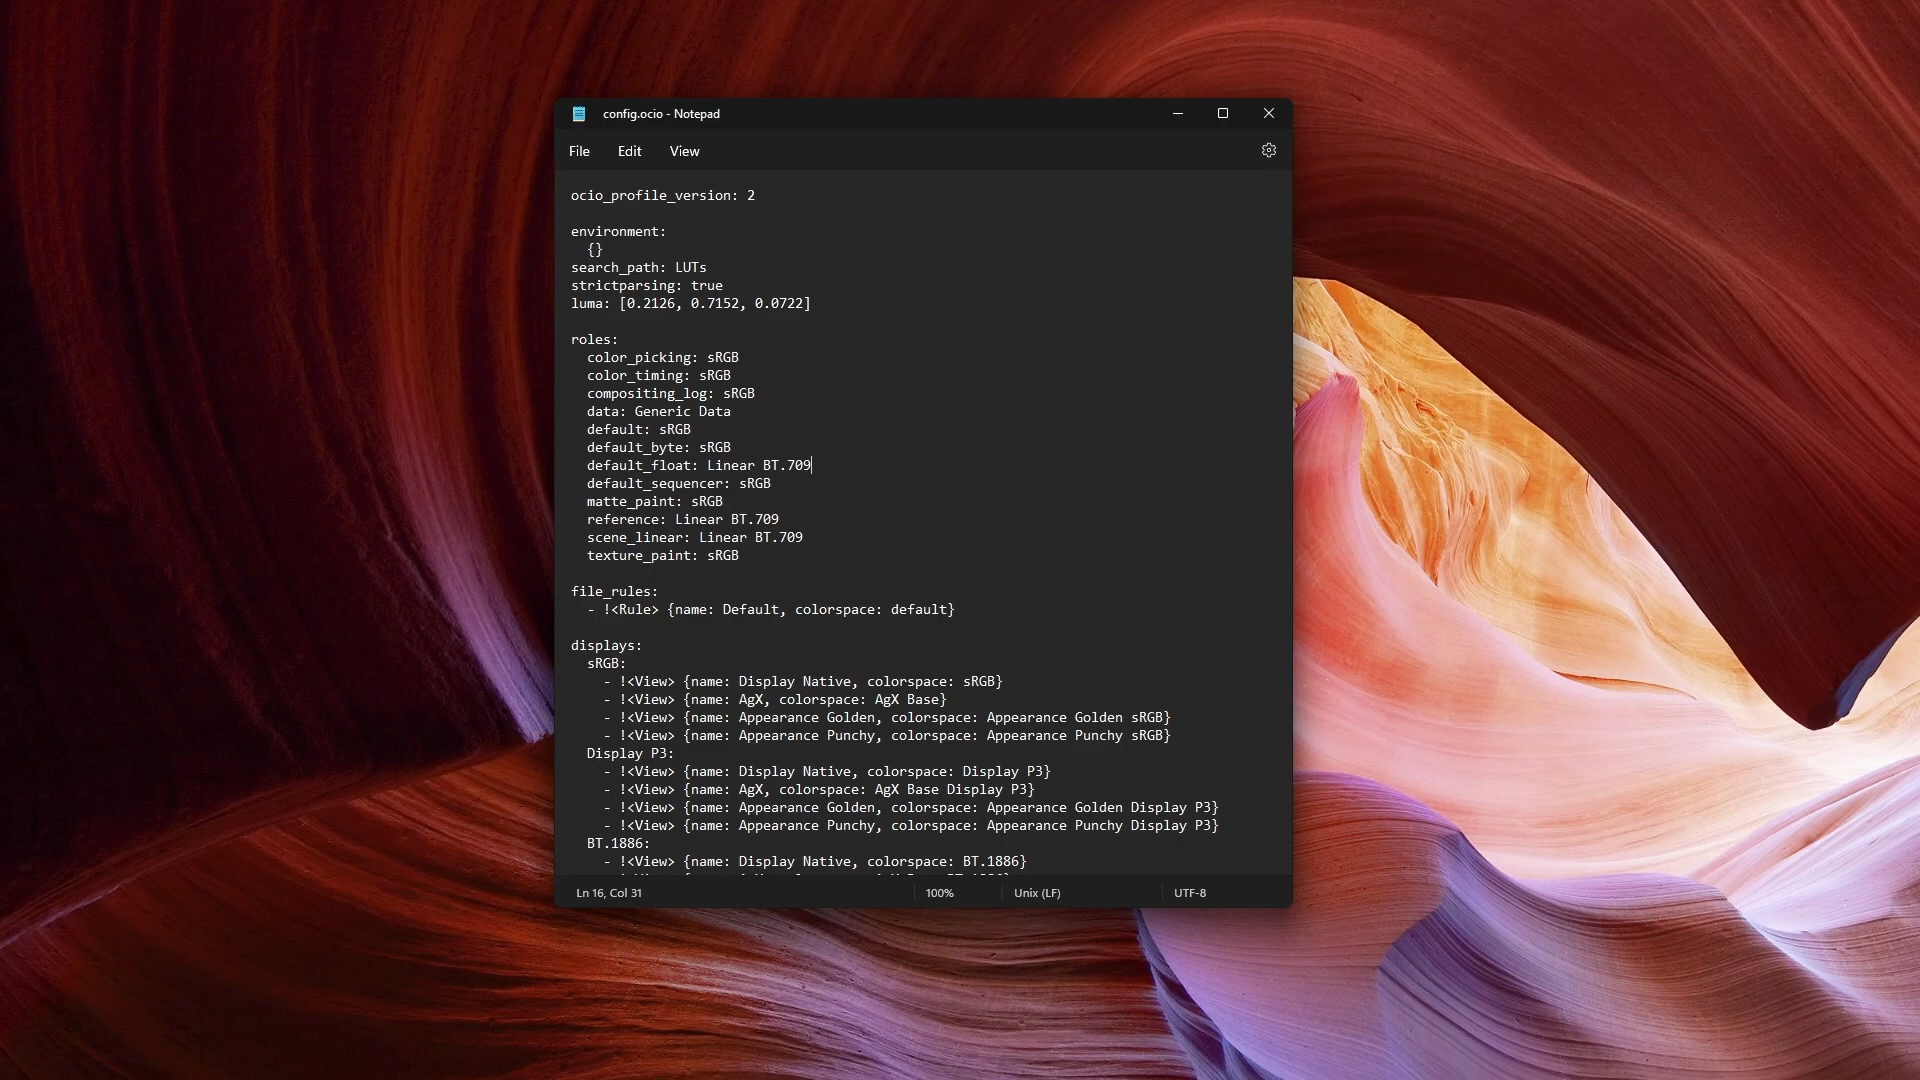 config.ocio - Notepad
File Edit View
ocio_profile_version: 2
environment:
{}
search_path: LUTs
strictparsing: true
luma: [0.2126, 0.7152, 0.0722]
roles:
color_picking: sRGB
color_timing: sRGB
compositing_log: sRGB
data: Generic Data
default: sRGB
default_byte: sRGB
default_float: Linear BT.709
default_sequencer: sRGB
matte_paint: sRGB
reference: Linear BT.709
scene_linear: Linear BT.709
texture_paint: sRGB
file_rules:
- !<Rule> {name: Default, colorspace: default}
displays:
sRGB:
- !<View> {name: Display Native, colorspace: sRGB}
- !<View> {name: AgX, colorspace: AgX Base}
- !<View> {name: Appearance Golden, colorspace: Appearance Golden sRGB}
- !<View> {name: Appearance Punchy, colorspace: Appearance Punchy sRGB}
Display P3:
- !<View> {name: Display Native, colorspace: Display P3}
- !<View> {name: AgX, colorspace: AgX Base Display P3}
- !<View> {name: Appearance Golden, colorspace: Appearance Golden Display P3}
- !<View> {name: Appearance Punchy, colorspace: Appearance Punchy Display P3}
BT.1886:
- !<View> {name: Display Native, colorspace: BT.1886}
Ln 16, Col 31 100% Unix (LF) UTF-8